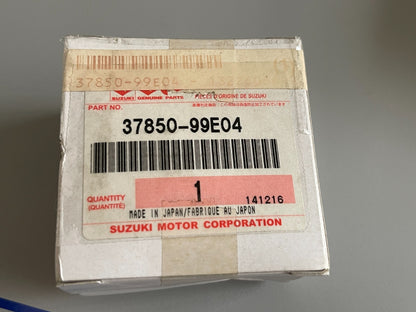 37850-99E04
SUZUKI GENUINE PARTS
PIÈCES D'ORIGINE DE SUZUKI
PART NO.
37850-99E04
QUANTITY
(QUANTITÉ)
1
141216
MADE IN JAPAN/FABRIQUE AU JAPON
SUZUKI MOTOR CORPORATION